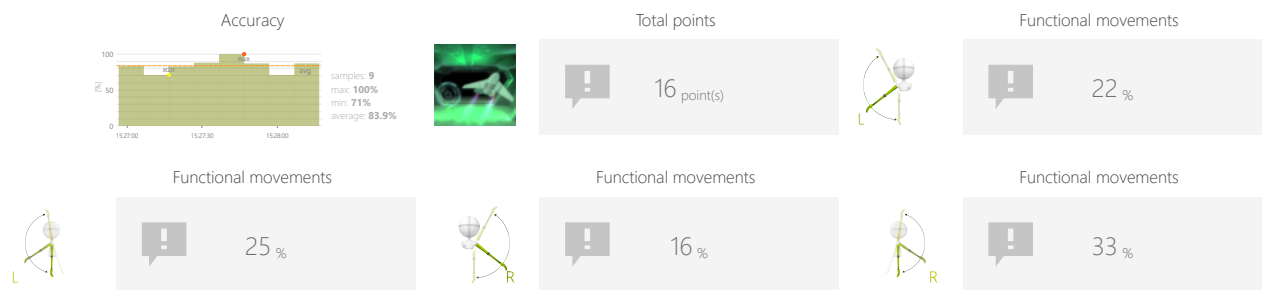 Accuracy
Total points
Functional movements
100
50
0
[%]
min
max
avg
15:27:00
15:27:30
15:28:00
samples: 9
max: 100%
min: 71%
average: 83.9%
16 point(s)
L
22 %
Functional movements
Functional movements
Functional movements
L
25 %
R
16 %
R
33 %